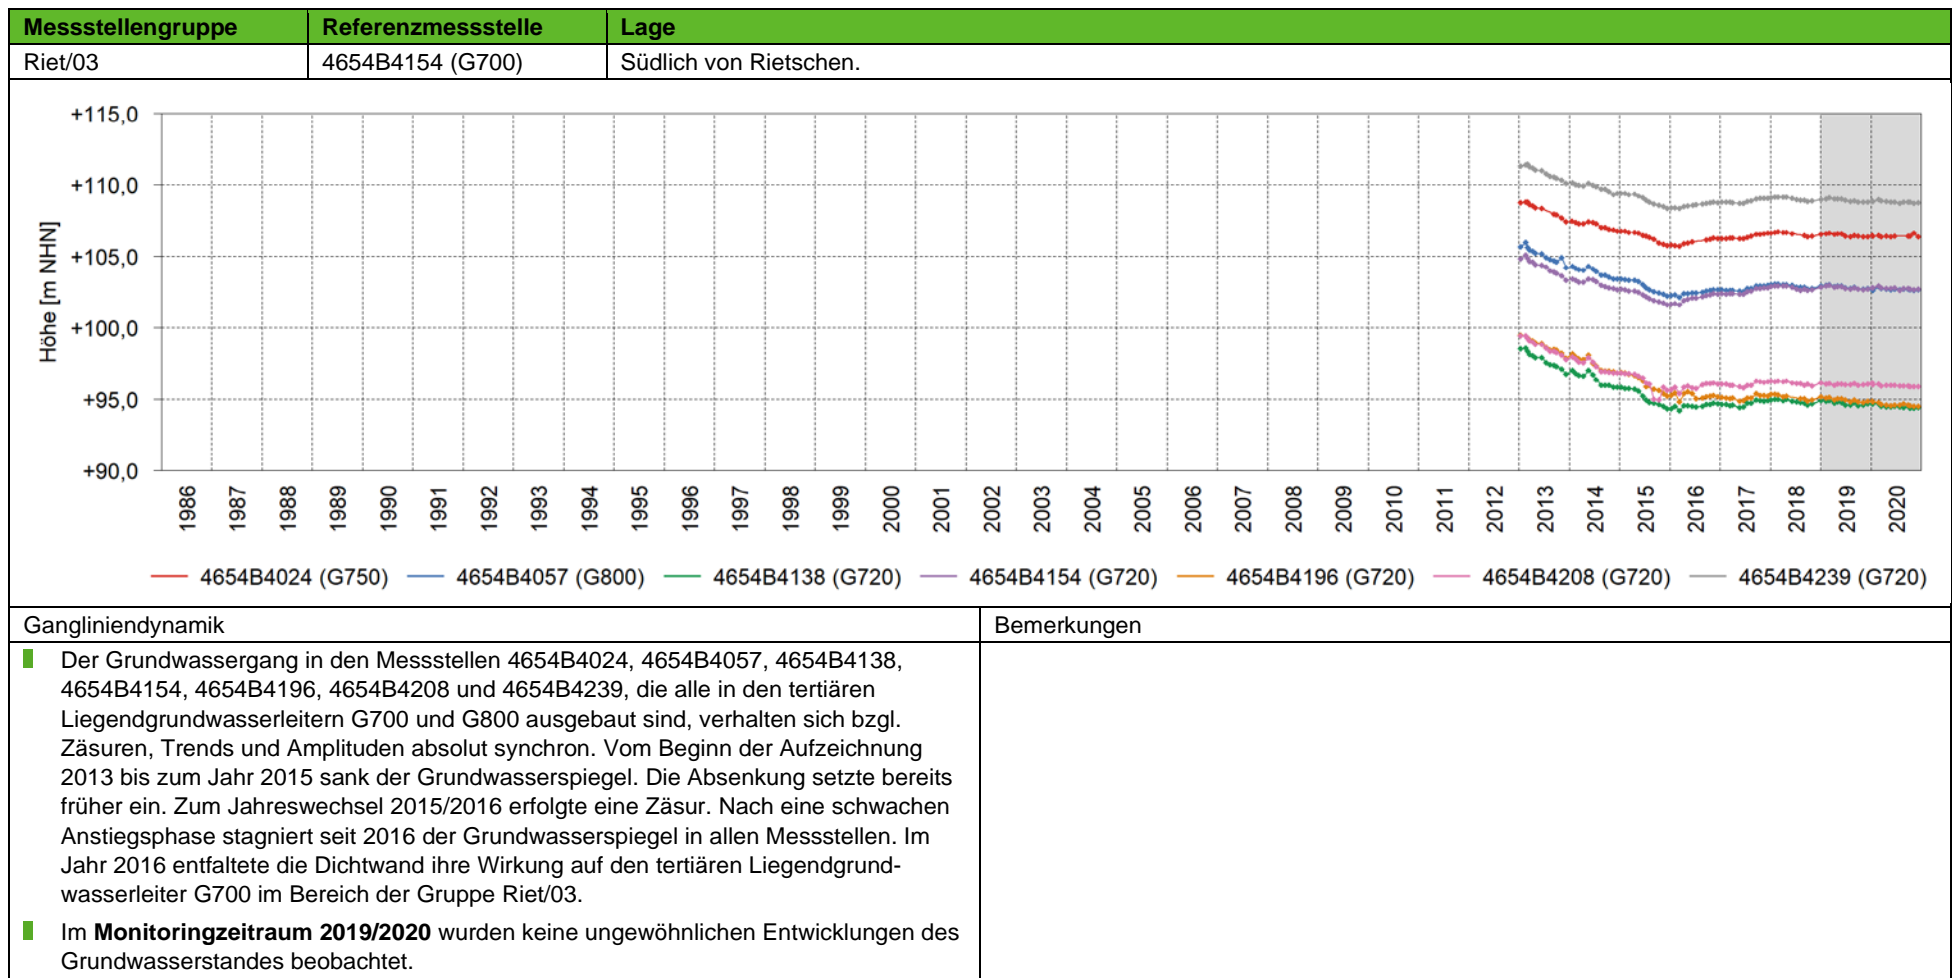 Messstellengruppe Referenzmessstelle Lage
Riet/03 4654B4154 (G700) Südlich von Rietschen.
+115,0
+110,0
+105,0
+100,0
+95,0
+90,0
Höhe [m NHN]
1986 1987 1988 1989 1990 1991 1992 1993 1994 1995 1996 1997 1998 1999 2000 2001 2002 2003 2004 2005 2006 2007 2008 2009 2010 2011 2012 2013 2014 2015 2016 2017 2018 2019 2020
4654B4024 (G750) 4654B4057 (G800) 4654B4138 (G720) 4654B4154 (G720) 4654B4196 (G720) 4654B4208 (G720) 4654B4239 (G720)
Gangliniendynamik Bemerkungen
Der Grundwassergang in den Messstellen 4654B4024, 4654B4057, 4654B4138,
4654B4154, 4654B4196, 4654B4208 und 4654B4239, die alle in den tertiären
Liegendgrundwasserleitern G700 und G800 ausgebaut sind, verhalten sich bzgl.
Zäsuren, Trends und Amplituden absolut synchron. Vom Beginn der Aufzeichnung
2013 bis zum Jahr 2015 sank der Grundwasserspiegel. Die Absenkung setzte bereits
früher ein. Zum Jahreswechsel 2015/2016 erfolgte eine Zäsur. Nach eine schwachen
Anstiegsphase stagniert seit 2016 der Grundwasserspiegel in allen Messstellen. Im
Jahr 2016 entfaltete die Dichtwand ihre Wirkung auf den tertiären Liegendgrund-
wasserleiter G700 im Bereich der Gruppe Riet/03.
Im Monitoringzeitraum 2019/2020 wurden keine ungewöhnlichen Entwicklungen des
Grundwasserstandes beobachtet.